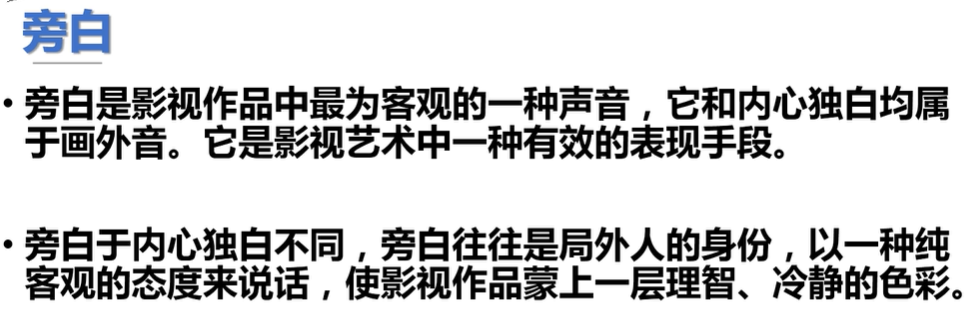 旁白
• 旁白是影视作品中最为客观的一种声音，它和内心独白均属
于画外音。它是影视艺术中一种有效的表现手段。
• 旁白于内心独白不同，旁白往往是局外人的身份，以一种纯
客观的态度来说话，使影视作品蒙上一层理智、冷静的色彩。